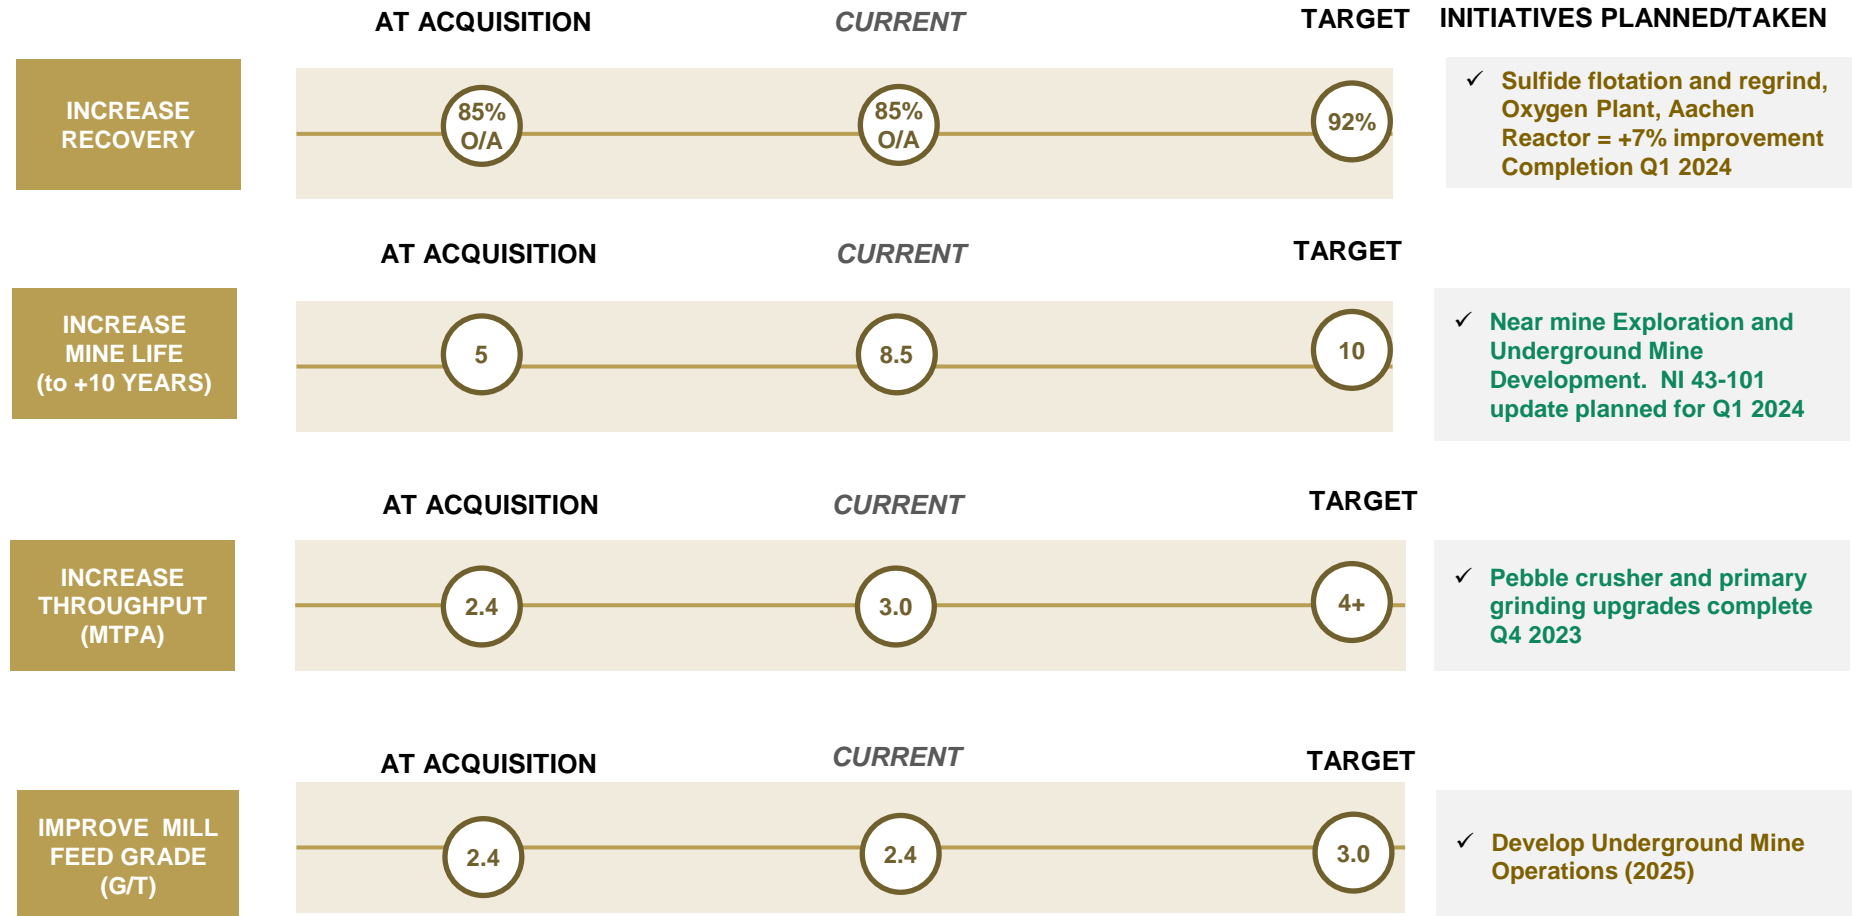 AT ACQUISITION
CURRENT
TARGET
INITIATIVES PLANNED/TAKEN
INCREASE
RECOVERY
85%
O/A
85%
O/A
92%
✓ Sulfide flotation and regrind,
Oxygen Plant, Aachen
Reactor = +7% improvement
Completion Q1 2024
AT ACQUISITION
CURRENT
TARGET
INCREASE
MINE LIFE
(to +10 YEARS)
5
8.5
10
✓ Near mine Exploration and
Underground Mine
Development. NI 43-101
update planned for Q1 2024
AT ACQUISITION
CURRENT
TARGET
INCREASE
THROUGHPUT
(MTPA)
2.4
3.0
4+
✓ Pebble crusher and primary
grinding upgrades complete
Q4 2023
AT ACQUISITION
CURRENT
TARGET
IMPROVE MILL
FEED GRADE
(G/T)
2.4
2.4
3.0
✓ Develop Underground Mine
Operations (2025)